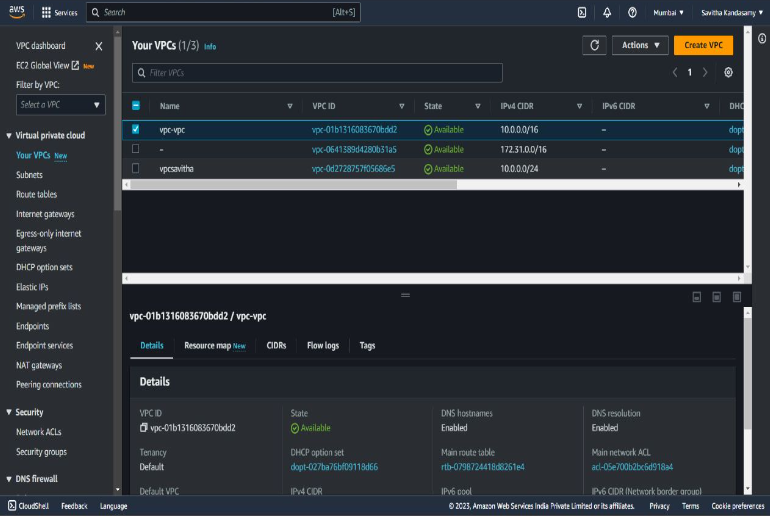 aws Services Search [Alt+S] Mumbai ▼ Savitha Kandasamy ▼
VPC dashboard X
EC2 Global View New
Filter by VPC:
Select a VPC
Virtual private cloud
Your VPCs New
Subnets
Route tables
Internet gateways
Egress-only internet
gateways
DHCP option sets
Elastic IPs
Managed prefix lists
Endpoints
Endpoint services
NAT gateways
Peering connections
Security
Network ACLs
Security groups
DNS firewall
Your VPCs (1/3) Info Actions ▼ Create VPC
Filter VPCs 1
Name VPC ID State IPv4 CIDR IPv6 CIDR DHC
vpc-vpc vpc-01b1316083670bdd2 Available 10.0.0.0/16 – dopt
– vpc-0641389d4280b31a5 Available 172.31.0.0/16 – dopt
vpcsavitha vpc-0d2728757f05686e5 Available 10.0.0.0/24 – dopt
vpc-01b1316083670bdd2 / vpc-vpc
Details Resource map New CIDRs Flow logs Tags
Details
VPC ID State DNS hostnames DNS resolution
vpc-01b1316083670bdd2 Available Enabled Enabled
Tenancy DHCP option set Main route table Main network ACL
Default dopt-027ba76bf09118d66 rtb-0798724418d8261e4 acl-05e700b2bc6d918a4
Default VPC IPv4 CIDR IPv6 pool IPv6 CIDR (Network border group)
CloudShell Feedback Language © 2023, Amazon Web Services India Private Limited or its affiliates. Privacy Terms Cookie preferences